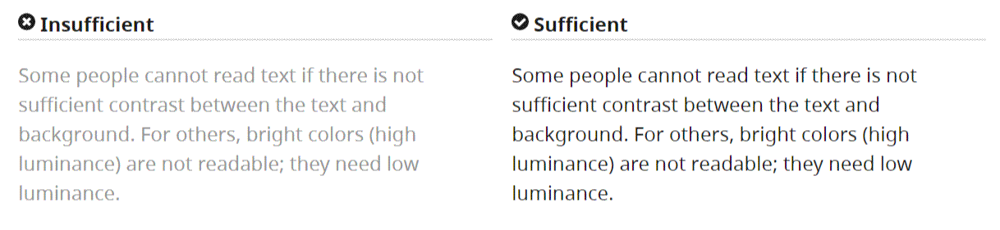 Insufficient
Some people cannot read text if there is not
sufficient contrast between the text and
background. For others, bright colors (high
luminance) are not readable; they need low
luminance.
Sufficient
Some people cannot read text if there is not
sufficient contrast between the text and
background. For others, bright colors (high
luminance) are not readable; they need low
luminance.